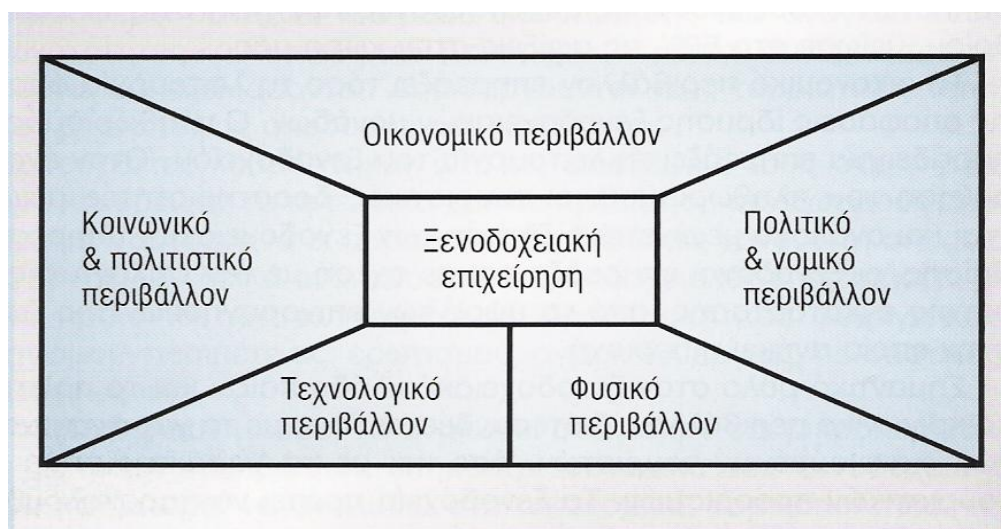 Οικονομικό περιβάλλον
Κοινωνικό
& πολιτιστικό
περιβάλλον
Ξενοδοχειακή
επιχείρηση
Πολιτικό
& νομικό
περιβάλλον
Τεχνολογικό
περιβάλλον
Φυσικό
περιβάλλον